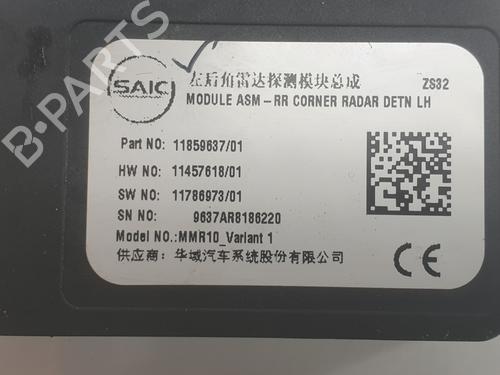 SAIC
左后角雷达探测模块总成 ZS32
MODULE ASM-RR CORNER RADAR DETN LH
Part NO: 11859637/01
HW NO: 11457618/01
SW NO: 11786973/01
SN NO: 9637AR8186220
Model NO.:MMR10_Variant 1
供应商: 华域汽车系统股份有限公司
CE
B-PARTS